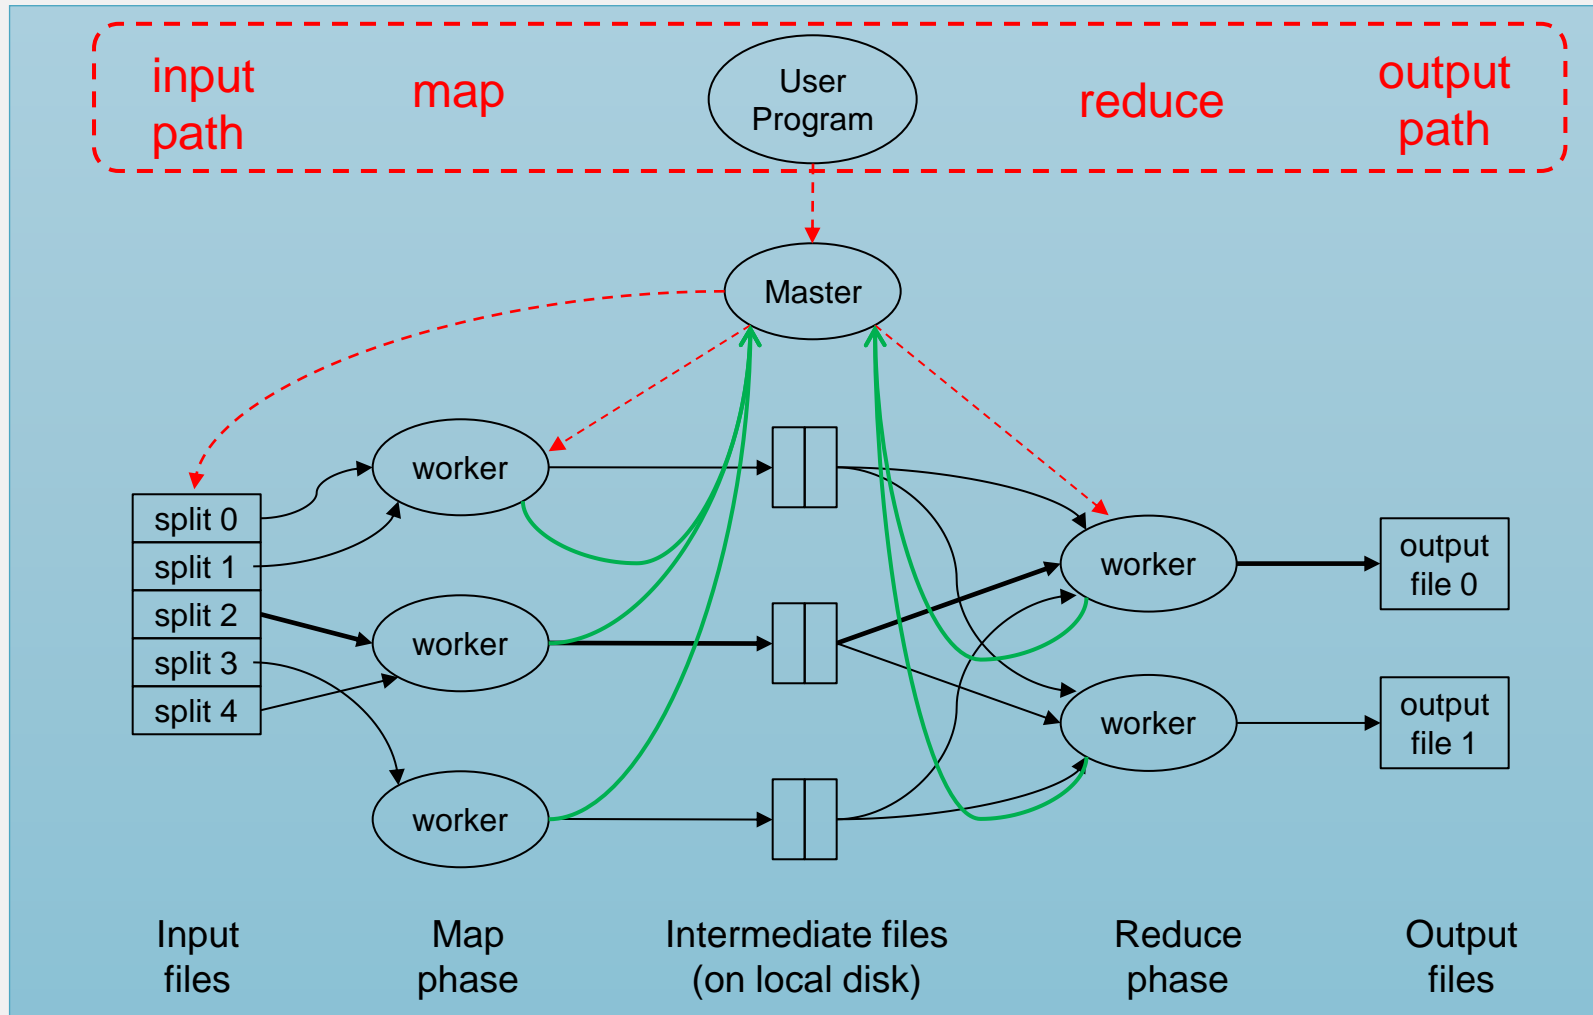 input
path
map
User
Program
reduce
output
path
Master
split 0
split 1
split 2
split 3
split 4
worker
worker
worker
worker
worker
output
file 0
output
file 1
Input
files
Map
phase
Intermediate files
(on local disk)
Reduce
phase
Output
files